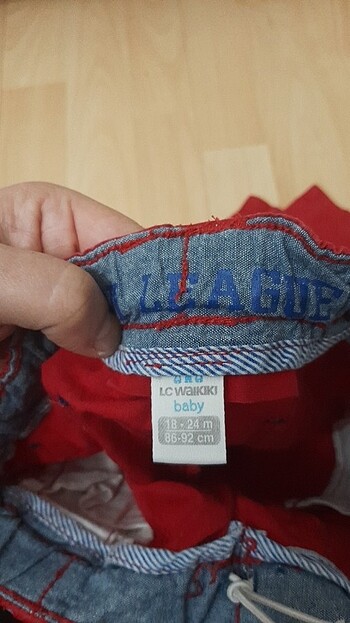 LEAGUE
LC WAIKIKI
baby
18 - 24 m
86-92 cm